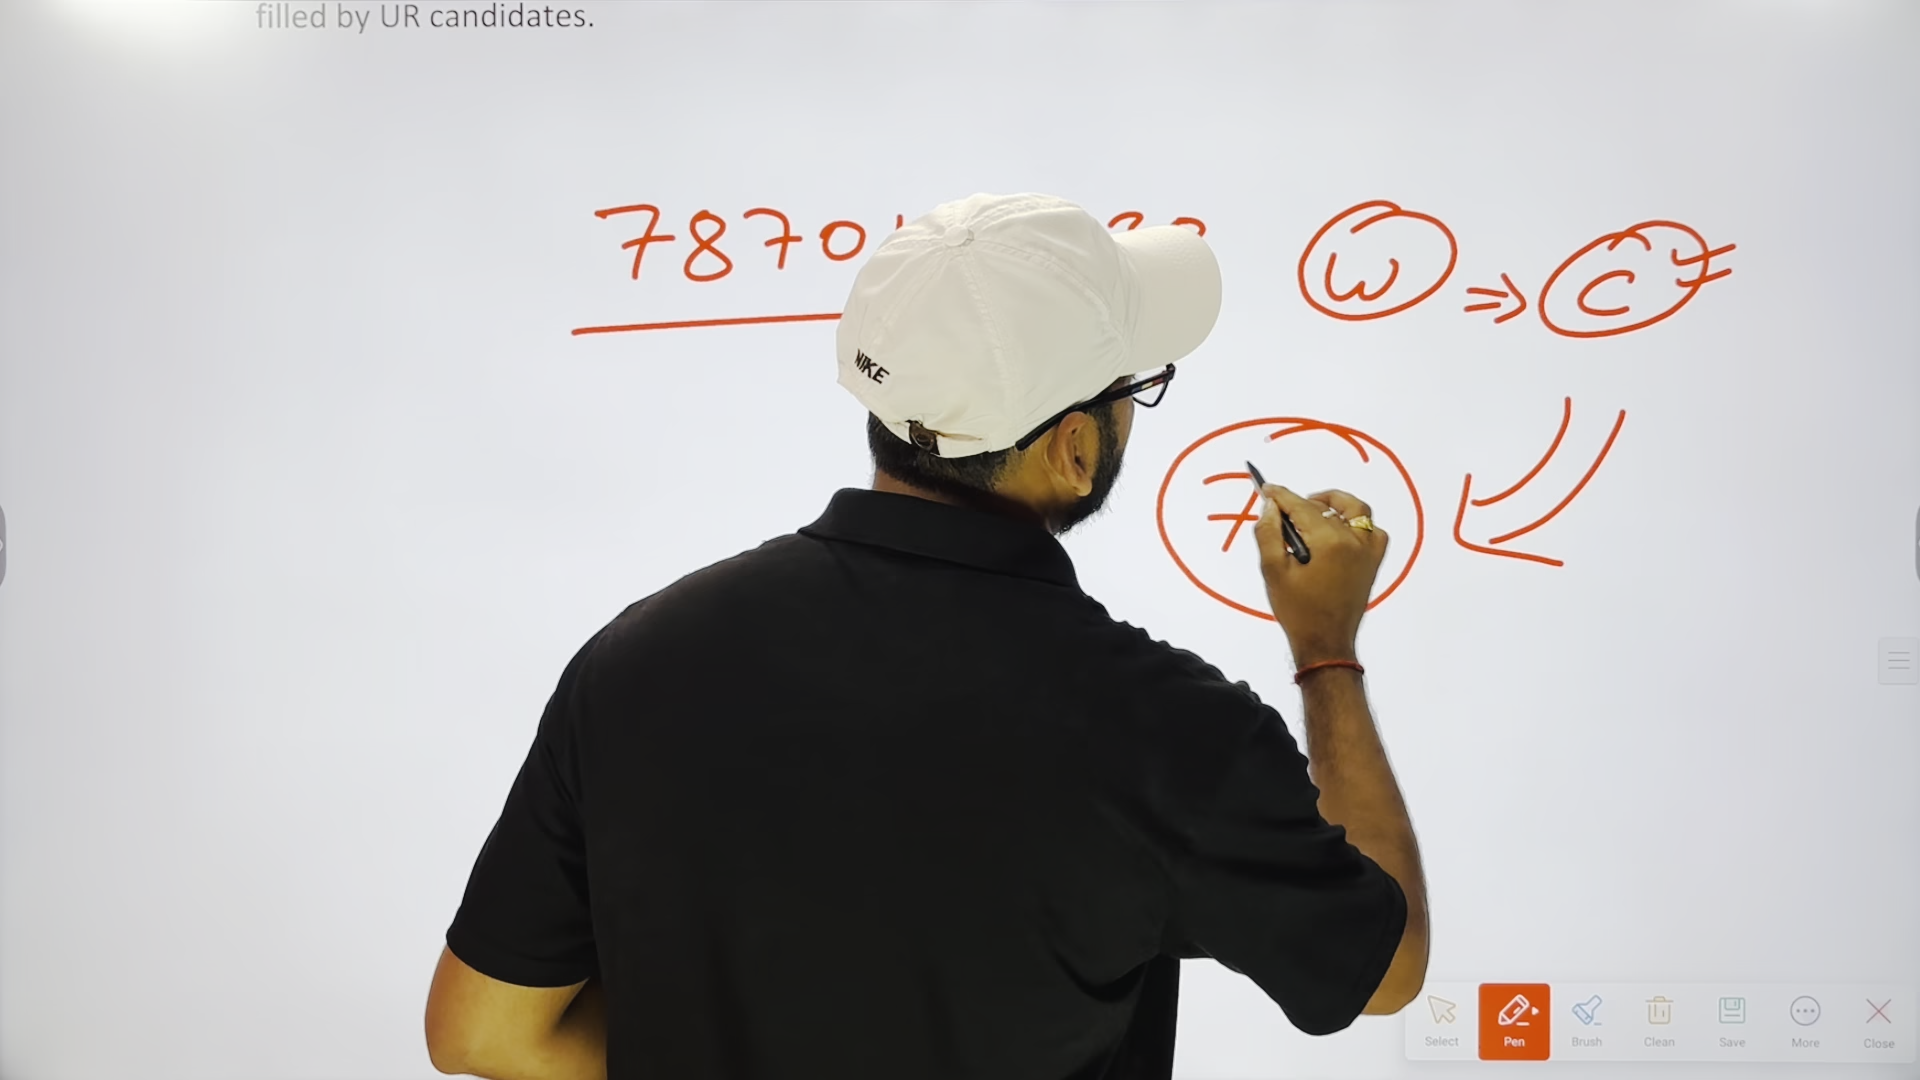 filled by UR candidates.
7870
W ⇒ C
7
NIKE
Select Pen Brush Clean Save More Close